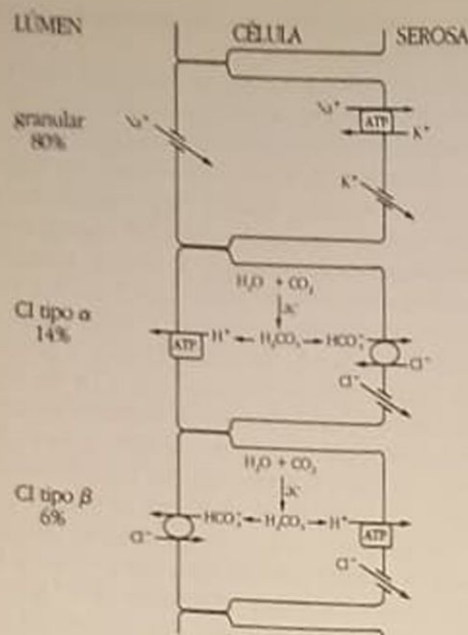 LÚMEN CÉLULA SEROSA
granular
80%
Na⁺
Na⁺
ATP
K⁺
K⁺
Cl tipo α
14%
H₂O + CO₂
AC
ATP H⁺ H₂CO₃ HCO₃⁻
Cl⁻
Cl⁻
Cl tipo β
6%
H₂O + CO₂
AC
HCO₃⁻ H₂CO₃ H⁺
Cl⁻ ATP
Cl⁻